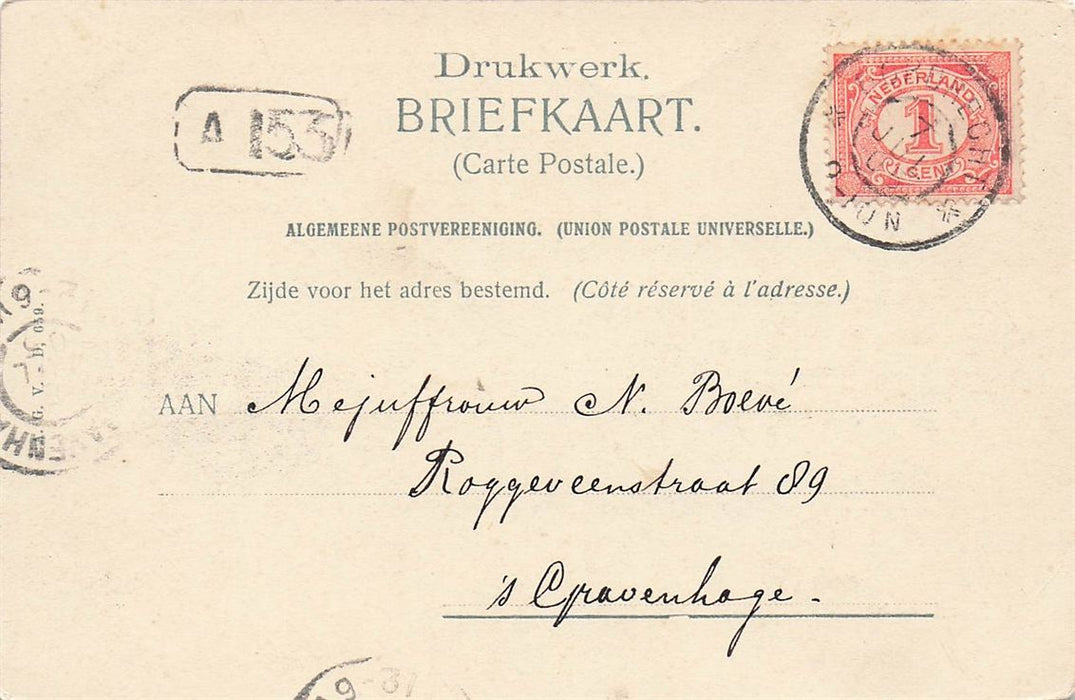 Drukwerk.
BRIEFKAART.
(Carte Postale.)
A 153
NEDERLAND
1
CENT
ALGEMEENE POSTVEREENIGING. (UNION POSTALE UNIVERSELLE.)
Zijde voor het adres bestemd. (Côté réservé à l'adresse.)
G. V. - D. 639.
AAN Mejuffrouw N. Boevé
Roggeveenstraat 89
's Gravenhage.